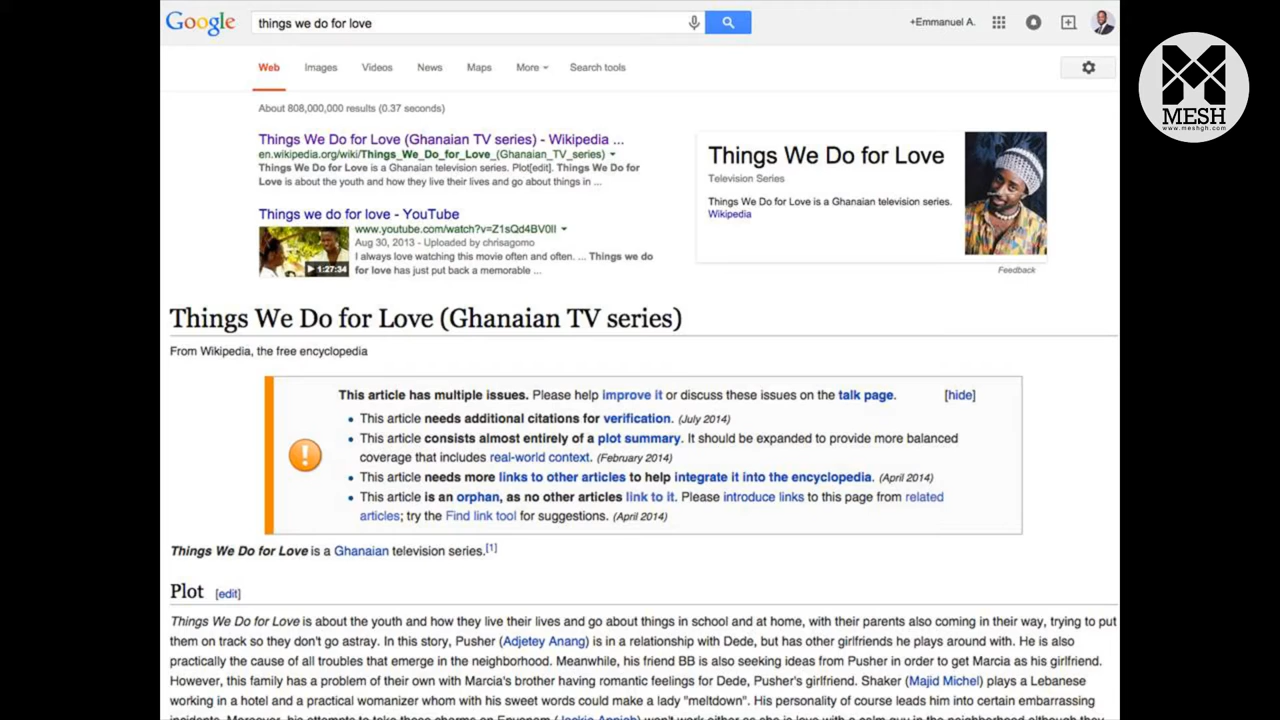 Google things we do for love +Emmanuel A.
Web Images Videos News Maps More Search tools
MESH
www.meshgh.com
About 808,000,000 results (0.37 seconds)
Things We Do for Love (Ghanaian TV series) - Wikipedia ...
en.wikipedia.org/wiki/Things_We_Do_for_Love_(Ghanaian_TV_series)
Things We Do for Love is a Ghanaian television series. Plot[edit]. Things We Do for
Love is about the youth and how they live their lives and go about things in ...
Things we do for love - YouTube
www.youtube.com/watch?v=Z1sQd4BV0II
Aug 30, 2013 - Uploaded by chrisagomo
I always love watching this movie often and often. ... Things we do
for love has just put back a memorable ...
1:27:34
Things We Do for Love
Television Series
Things We Do for Love is a Ghanaian television series.
Wikipedia
Feedback
Things We Do for Love (Ghanaian TV series)
From Wikipedia, the free encyclopedia
This article has multiple issues. Please help improve it or discuss these issues on the talk page. [hide]
• This article needs additional citations for verification. (July 2014)
• This article consists almost entirely of a plot summary. It should be expanded to provide more balanced
coverage that includes real-world context. (February 2014)
• This article needs more links to other articles to help integrate it into the encyclopedia. (April 2014)
• This article is an orphan, as no other articles link to it. Please introduce links to this page from related
articles; try the Find link tool for suggestions. (April 2014)
Things We Do for Love is a Ghanaian television series.[1]
Plot [edit]
Things We Do for Love is about the youth and how they live their lives and go about things in school and at home, with their parents also coming in their way, trying to put
them on track so they don't go astray. In this story, Pusher (Adjetey Anang) is in a relationship with Dede, but has other girlfriends he plays around with. He is also
practically the cause of all troubles that emerge in the neighborhood. Meanwhile, his friend BB is also seeking ideas from Pusher in order to get Marcia as his girlfriend.
However, this family has a problem of their own with Marcia's brother having romantic feelings for Dede, Pusher's girlfriend. Shaker (Majid Michel) plays a Lebanese
working in a hotel and a practical womanizer whom with his sweet words could make a lady "meltdown". His personality of course leads him into certain embarrassing